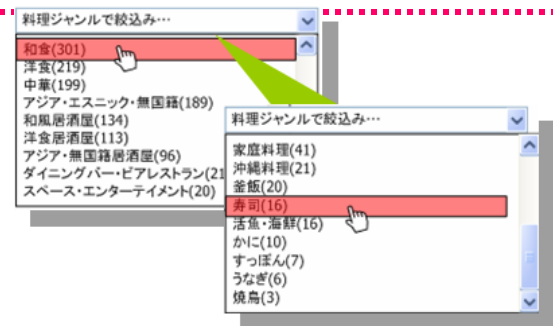 料理ジャンルで絞込み…
和食(301)
洋食(219)
中華(199)
アジア・エスニック・無国籍(189)
和風居酒屋(134)
洋食居酒屋(113)
アジア・無国籍居酒屋(96)
ダイニングバー・ビアレストラン(21
スペース・エンターテイメント(20)
料理ジャンルで絞込み…
家庭料理(41)
沖縄料理(21)
釜飯(20)
寿司(16)
活魚・海鮮(16)
かに(10)
すっぽん(7)
うなぎ(6)
焼鳥(3)